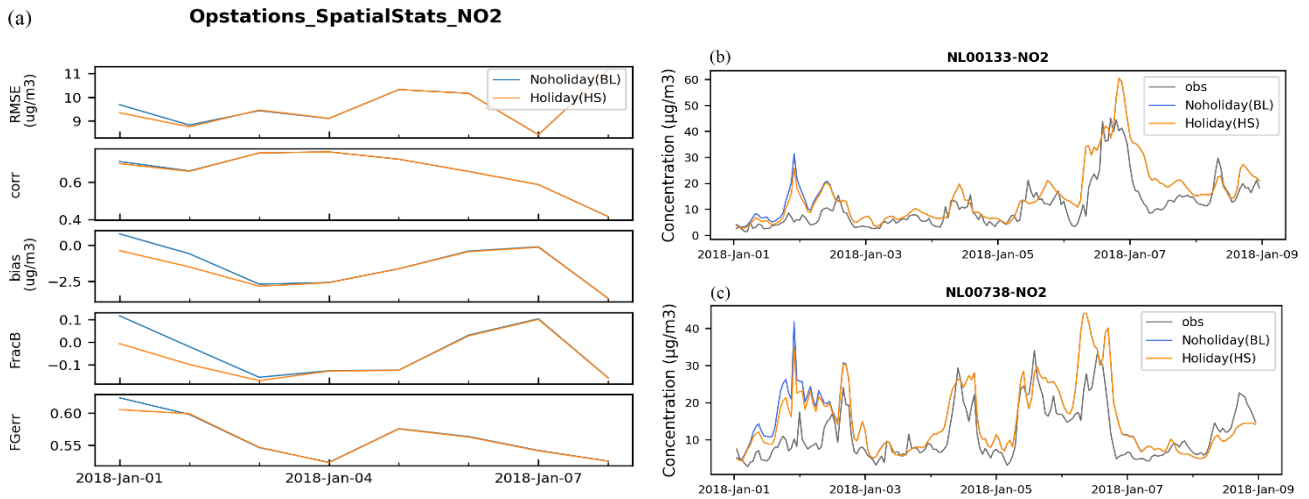 (a)
Opstations_SpatialStats_NO2
RMSE
(ug/m3)
11
10
9
Noholiday(BL)
Holiday(HS)
corr
0.6
0.4
bias
(ug/m3)
0.0
−2.5
FracB
0.1
0.0
−0.1
FGerr
0.60
0.55
2018-Jan-01
2018-Jan-04
2018-Jan-07
(b)
NL00133-NO2
Concentration (μg/m3)
60
50
40
30
20
10
0
obs
Noholiday(BL)
Holiday(HS)
2018-Jan-01
2018-Jan-03
2018-Jan-05
2018-Jan-07
2018-Jan-09
(c)
NL00738-NO2
Concentration (μg/m3)
40
30
20
10
obs
Noholiday(BL)
Holiday(HS)
2018-Jan-01
2018-Jan-03
2018-Jan-05
2018-Jan-07
2018-Jan-09